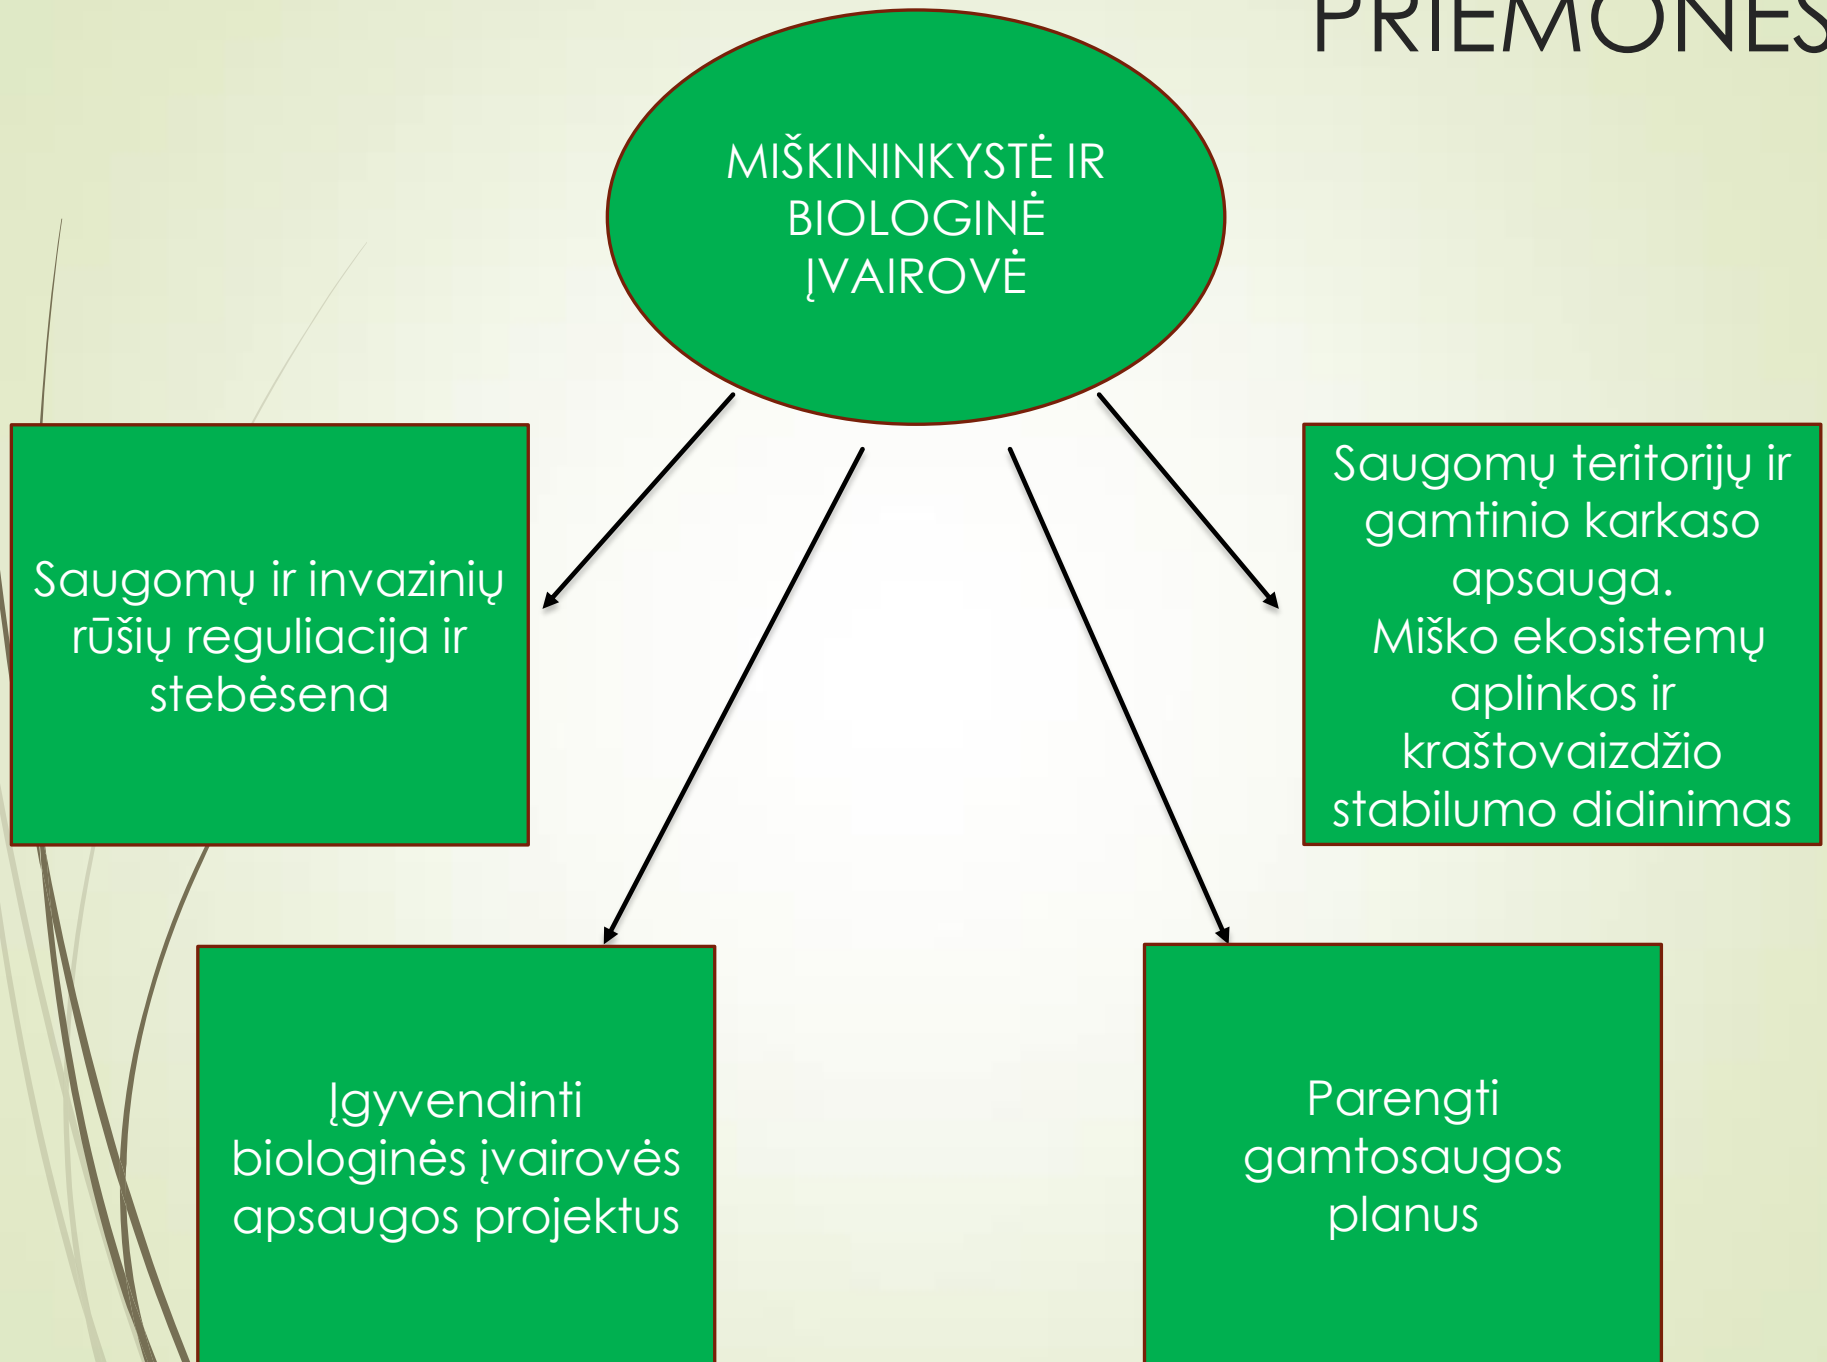 PRIEMONĖS
MIŠKININKYSTĖ IR
BIOLOGINĖ
ĮVAIROVĖ
Saugomų ir invazinių
rūšių reguliacija ir
stebėsena
Saugomų teritorijų ir
gamtinio karkaso
apsauga.
Miško ekosistemų
aplinkos ir
kraštovaizdžio
stabilumo didinimas
Įgyvendinti
biologinės įvairovės
apsaugos projektus
Parengti
gamtosaugos
planus